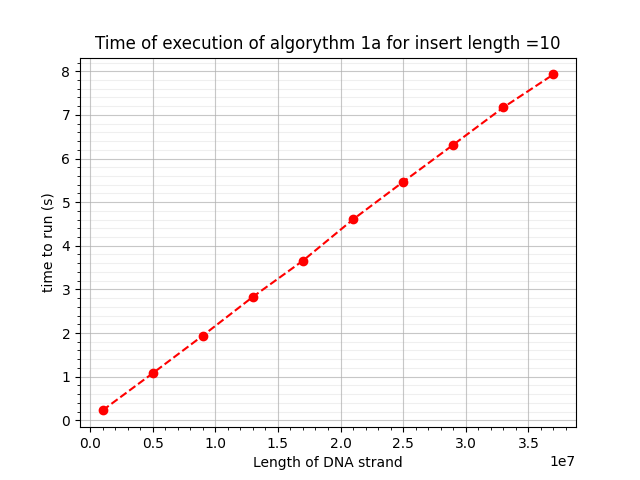 Time of execution of algorythm 1a for insert length =10
8
7
6
5
4
3
2
1
0
time to run (s)
0.0 0.5 1.0 1.5 2.0 2.5 3.0 3.5
1e7
Length of DNA strand